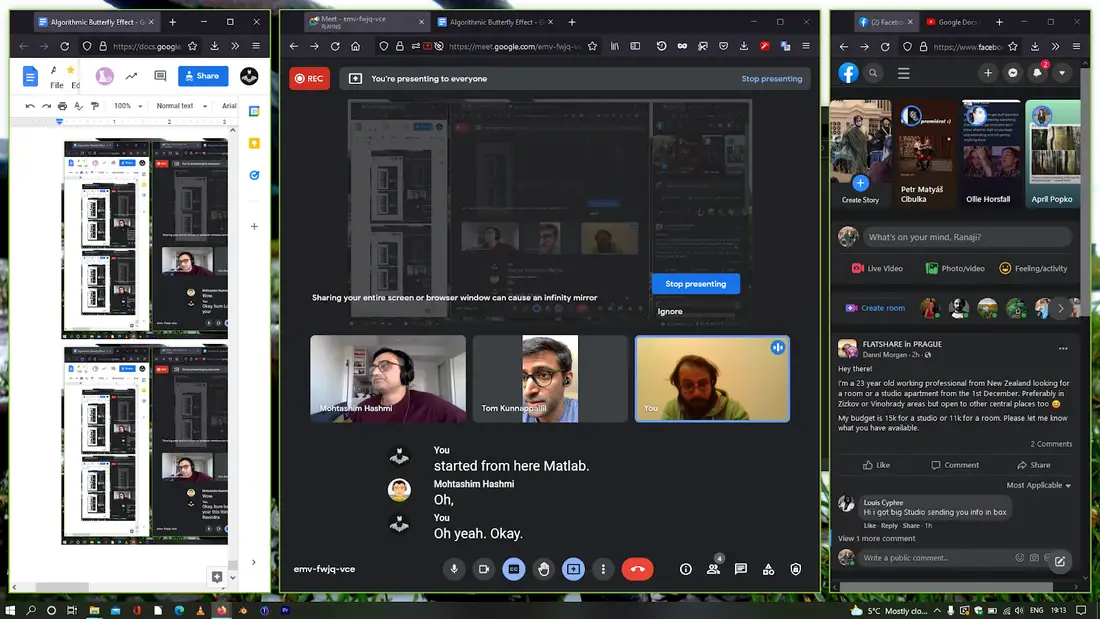 Algorithmic Butterfly Effect - G
https://docs.google
File
Ed
Share
100%
Normal text
Arial
1
2
Meet - emv-fwjq-vce
PLAYING
Algorithmic Butterfly Effect - G
https://meet.google.com/emv-fwjq-v
REC
You're presenting to everyone
Stop presenting
Sharing your entire screen or browser window can cause an infinity mirror
Stop presenting
Ignore
Mohtashim Hashmi
Tom Kunnappallil
You
You
started from here Matlab.
Mohtashim Hashmi
Oh,
You
Oh yeah. Okay.
emv-fwjq-vce
4
(2) Facebook
Google Docs
https://www.facebo
2
Create Story
premiérat :)
Petr Matyáš
Cibulka
Ollie Horsfall
April Popko
What's on your mind, Ranaji?
Live Video
Photo/video
Feeling/activity
Create room
FLATSHARE in PRAGUE
Dannl Morgan · 2h ·
Hey there!
I'm a 23 year old working professional from New Zealand looking for
a room or a studio apartment from the 1st December. Preferably in
Zizkov or Vinohrady areas but open to other central places too 😊
My budget is 15k for a studio or 11k for a room. Please let me know
what you have available.
2 Comments
Like
Comment
Share
Most Applicable
Louis Cyphre
Hi i got big Studio sending you info in box
Like · Reply · Share · 1h
View 1 more comment
Write a public comment...
5°C Mostly clo...
ENG
19:13